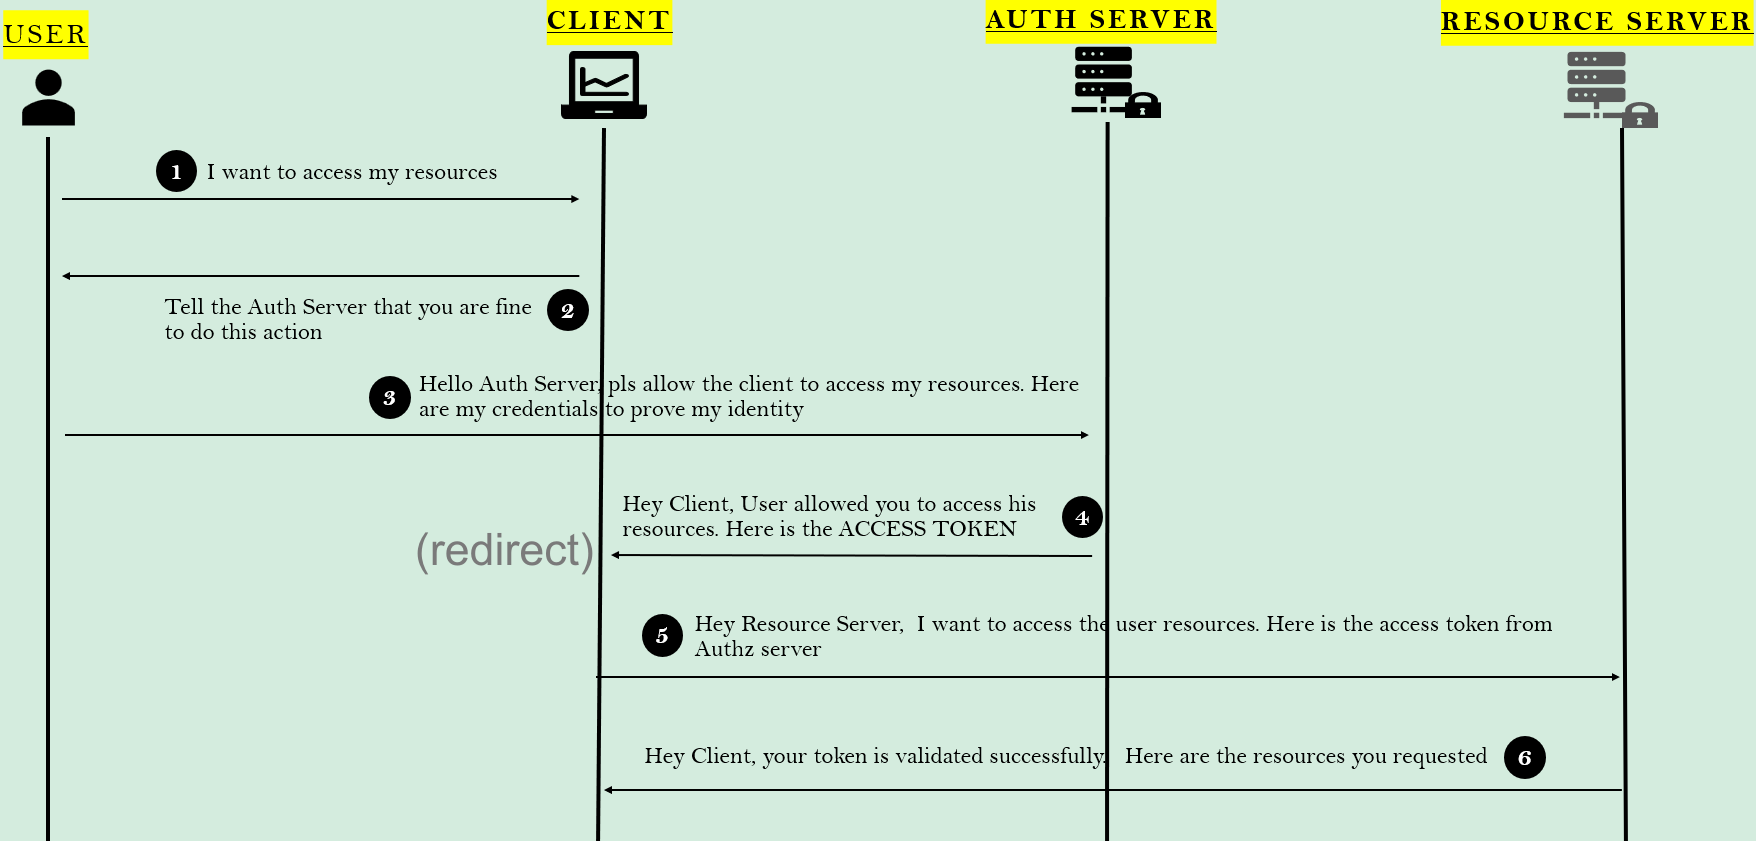 USER
CLIENT
AUTH SERVER
RESOURCE SERVER
1 I want to access my resources
Tell the Auth Server that you are fine 2
to do this action
3 Hello Auth Server, pls allow the client to access my resources. Here
are my credentials to prove my identity
Hey Client, User allowed you to access his 4
resources. Here is the ACCESS TOKEN
(redirect)
5 Hey Resource Server, I want to access the user resources. Here is the access token from
Authz server
Hey Client, your token is validated successfully. Here are the resources you requested 6